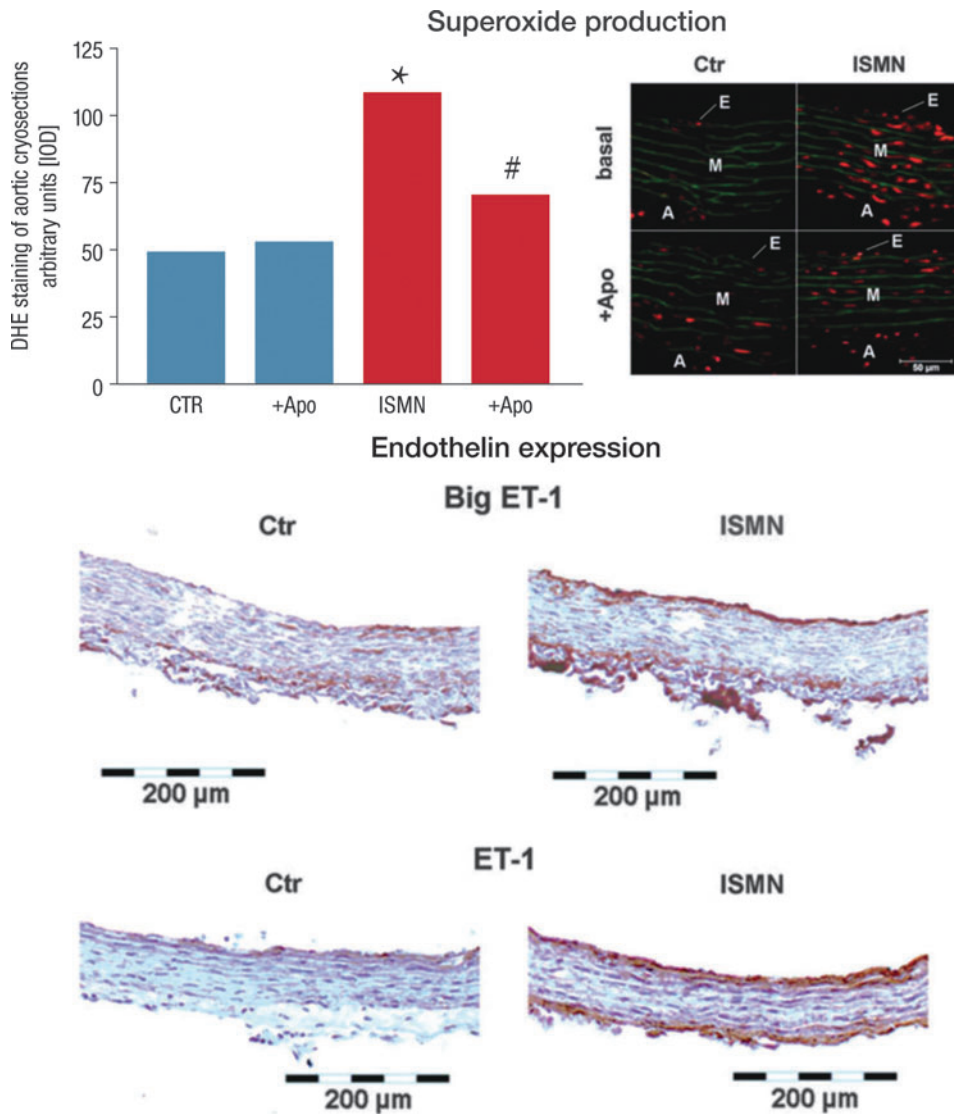 Superoxide production
DHE staining of aortic cryosections
arbitrary units [IOD]
125
100
75
50
25
0
*
#
CTR
+Apo
ISMN
+Apo
Ctr
ISMN
basal
+Apo
E
M
A
E
M
A
E
M
A
E
M
A
50 µm
Endothelin expression
Big ET-1
Ctr
ISMN
200 µm
200 µm
ET-1
Ctr
ISMN
200 µm
200 µm